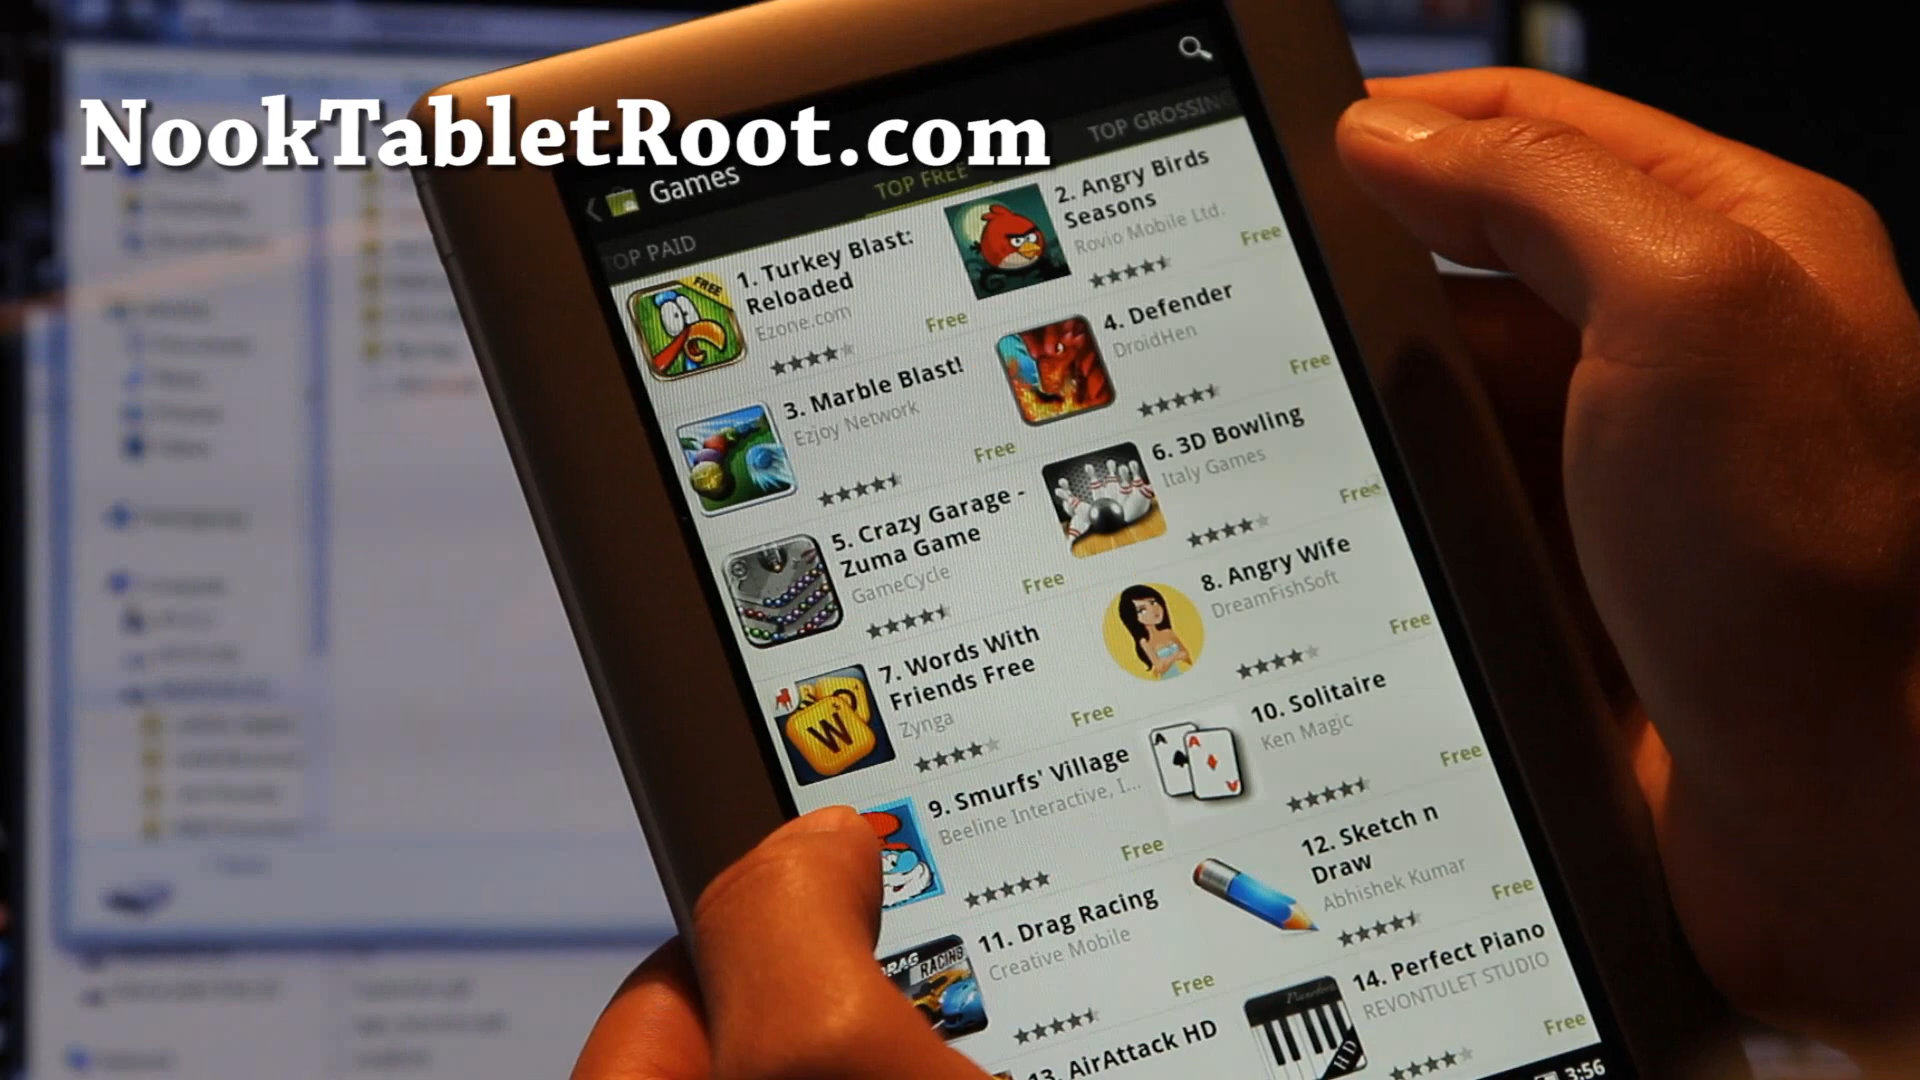 NookTabletRoot.com
Games
TOP PAID
TOP FREE
TOP GROSSING
1. Turkey Blast:
Reloaded
Ezone.com
Free
FREE
2. Angry Birds
Seasons
Rovio Mobile Ltd.
Free
3. Marble Blast!
Ezjoy Network
Free
4. Defender
DroidHen
Free
5. Crazy Garage -
Zuma Game
GameCycle
Free
6. 3D Bowling
Italy Games
Free
7. Words With
Friends Free
Zynga
Free
W
8. Angry Wife
DreamFishSoft
Free
9. Smurfs' Village
Beeline Interactive, I...
Free
10. Solitaire
Ken Magic
Free
A
A
A
11. Drag Racing
Creative Mobile
Free
DRAG
RACING
12. Sketch n
Draw
Abhishek Kumar
Free
13. AirAttack HD
14. Perfect Piano
REVONTULET STUDIO
Free
HD
3:56